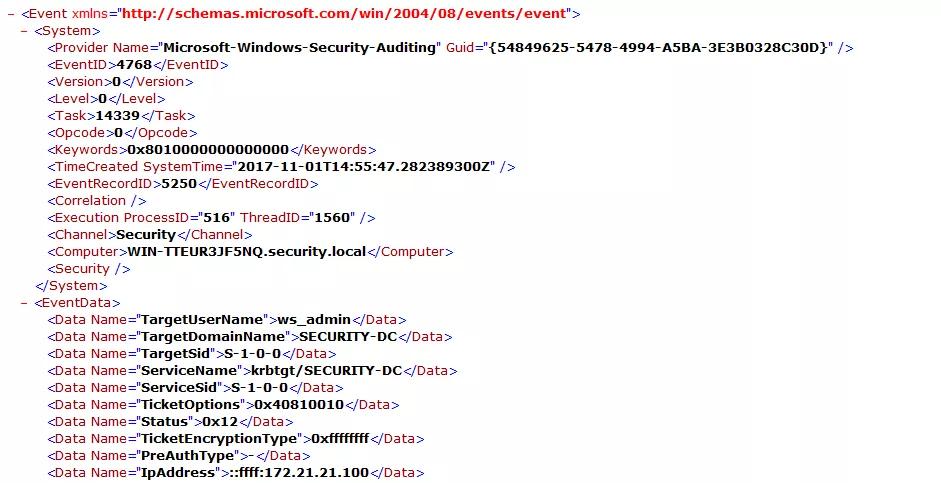 − <Event xmlns="http://schemas.microsoft.com/win/2004/08/events/event">
− <System>
<Provider Name="Microsoft-Windows-Security-Auditing" Guid="{54849625-5478-4994-A5BA-3E3B0328C30D}" />
<EventID>4768</EventID>
<Version>0</Version>
<Level>0</Level>
<Task>14339</Task>
<Opcode>0</Opcode>
<Keywords>0x8010000000000000</Keywords>
<TimeCreated SystemTime="2017-11-01T14:55:47.282389300Z" />
<EventRecordID>5250</EventRecordID>
<Correlation />
<Execution ProcessID="516" ThreadID="1560" />
<Channel>Security</Channel>
<Computer>WIN-TTEUR3JF5NQ.security.local</Computer>
<Security />
</System>
− <EventData>
<Data Name="TargetUserName">ws_admin</Data>
<Data Name="TargetDomainName">SECURITY-DC</Data>
<Data Name="TargetSid">S-1-0-0</Data>
<Data Name="ServiceName">krbtgt/SECURITY-DC</Data>
<Data Name="ServiceSid">S-1-0-0</Data>
<Data Name="TicketOptions">0x40810010</Data>
<Data Name="Status">0x12</Data>
<Data Name="TicketEncryptionType">0xffffffff</Data>
<Data Name="PreAuthType">-</Data>
<Data Name="IpAddress">::ffff:172.21.21.100</Data>